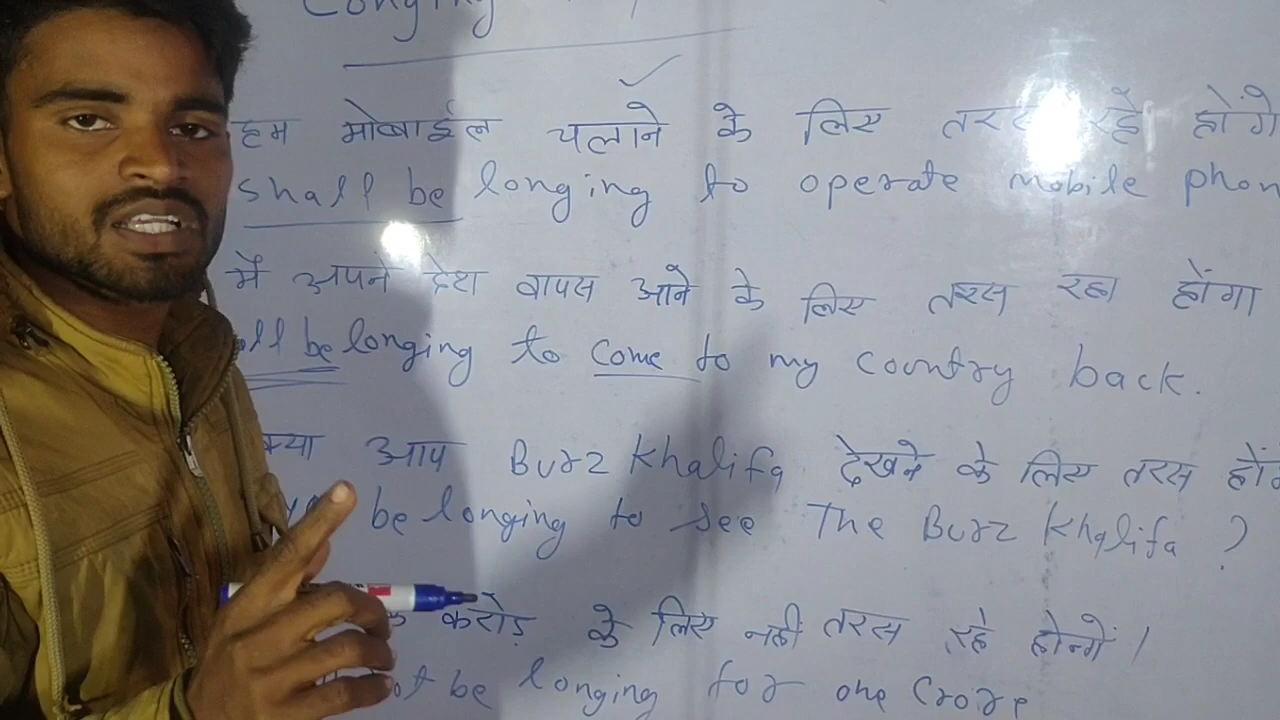 Longing
हम मोबाईल चलाने के लिए तरस रहे होंगे
shall be longing to operate mobile phon
मैं अपने देश वापस आने के लिए तरस रहा होंगा
all be longing to come to my country back.
क्या आप Burz Khalifa देखने के लिए तरस हों
be longing to see The Burz Khalifa ?
करोड़ के लिए नही तरस रहे होन्गें।
be longing for one Crore